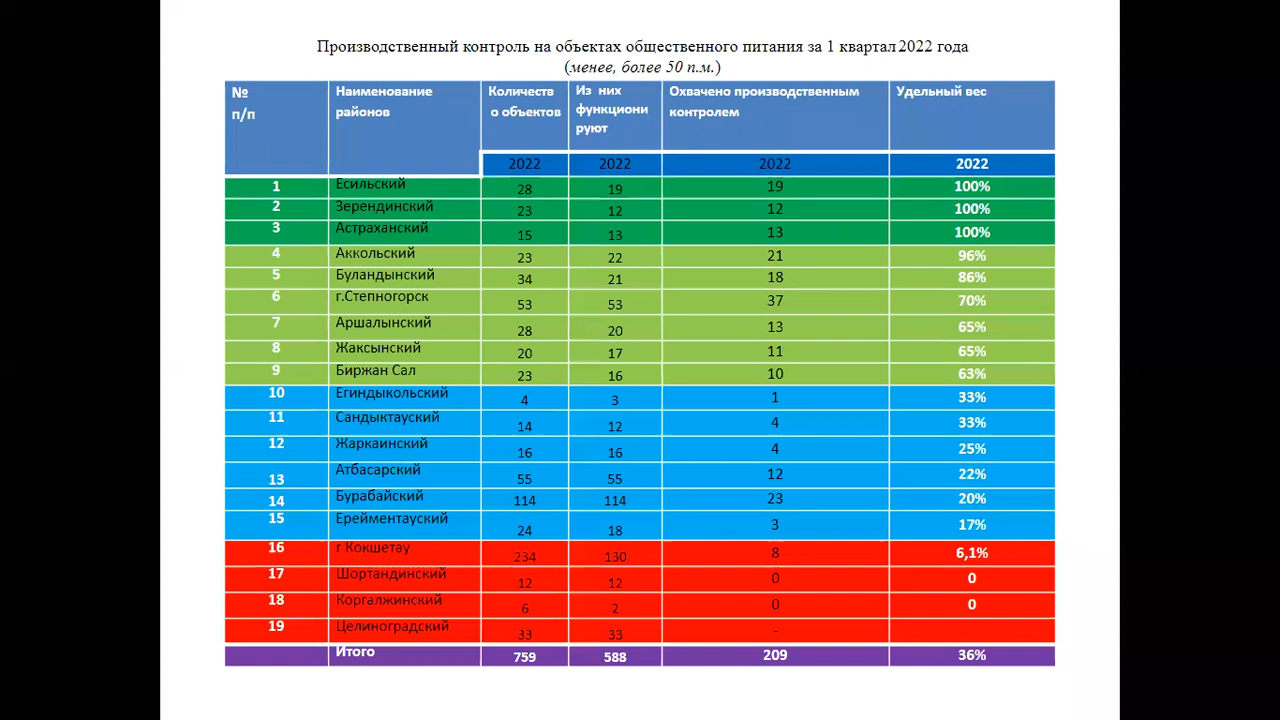 Производственный контроль на объектах общественного питания за 1 квартал 2022 года
(менее, более 50 п.м.)
№ п/п Наименование районов Количеств о объектов Из них функциони руют Охвачено производственным контролем Удельный вес
2022 2022 2022 2022
1 Есильский 28 19 19 100%
2 Зерендинский 23 12 12 100%
3 Астраханский 15 13 13 100%
4 Аккольский 23 22 21 96%
5 Буландынский 34 21 18 86%
6 г.Степногорск 53 53 37 70%
7 Аршалынский 28 20 13 65%
8 Жаксынский 20 17 11 65%
9 Биржан Сал 23 16 10 63%
10 Егиндыкольский 4 3 1 33%
11 Сандыктауский 14 12 4 33%
12 Жаркаинский 16 16 4 25%
13 Атбасарский 55 55 12 22%
14 Бурабайский 114 114 23 20%
15 Ерейментауский 24 18 3 17%
16 г Кокшетау 234 130 8 6,1%
17 Шортандинский 12 12 0 0
18 Коргалжинский 6 2 0 0
19 Целиноградский 33 33 -
Итого 759 588 209 36%